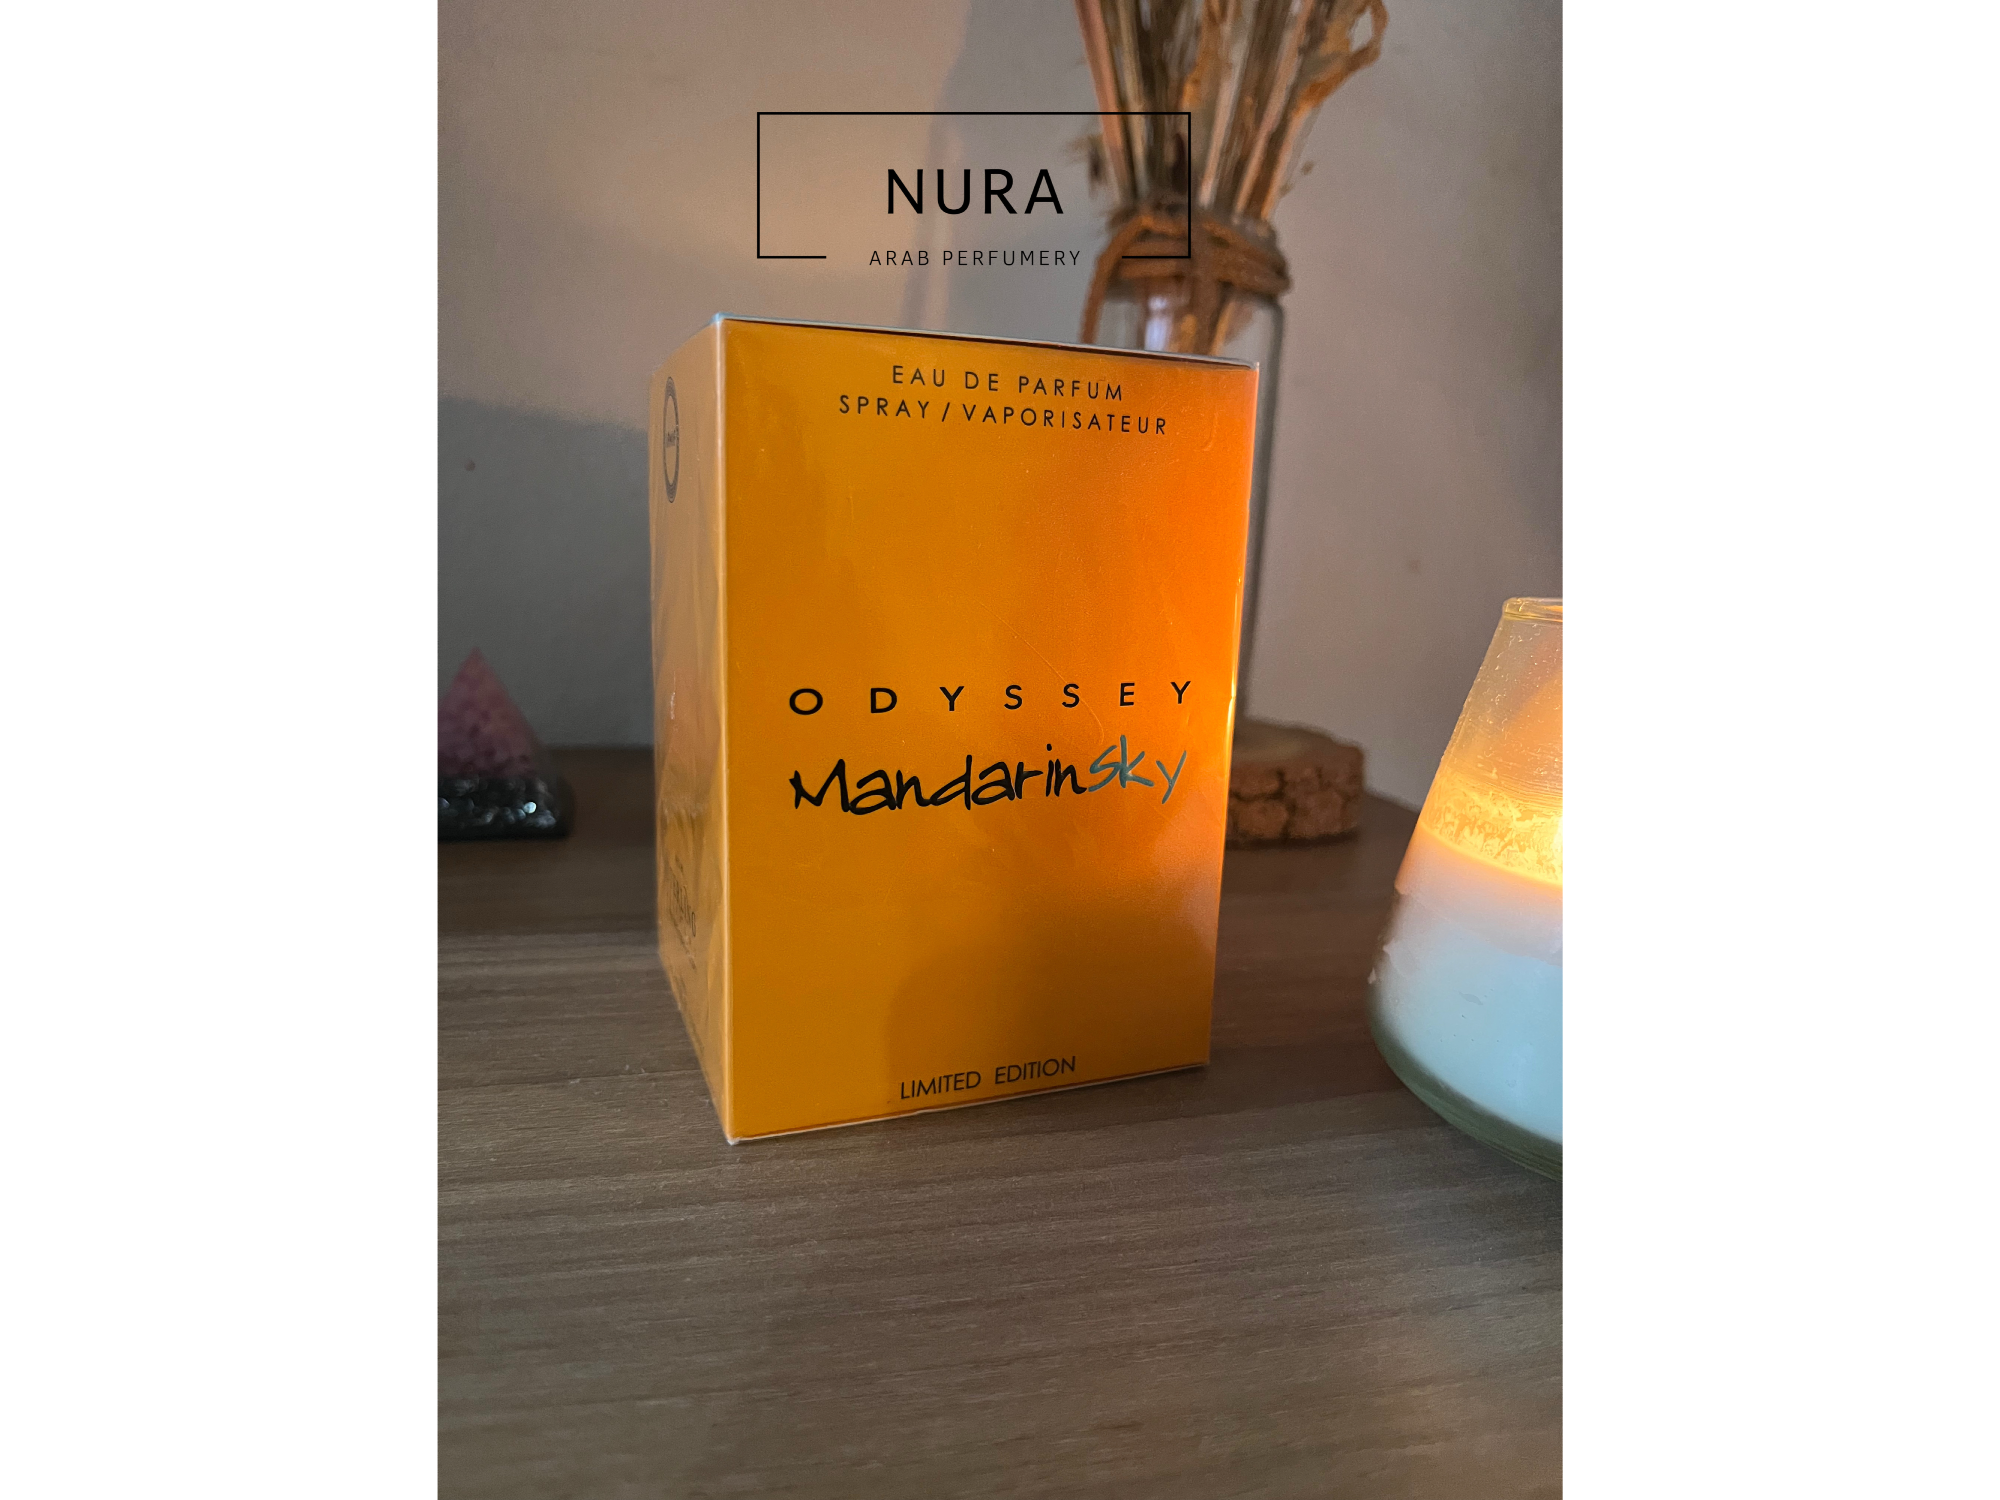 NURA
ARAB PERFUMERY
EAU DE PARFUM
SPRAY / VAPORISATEUR
ODYSSEY
Mandarinsky
LIMITED EDITION